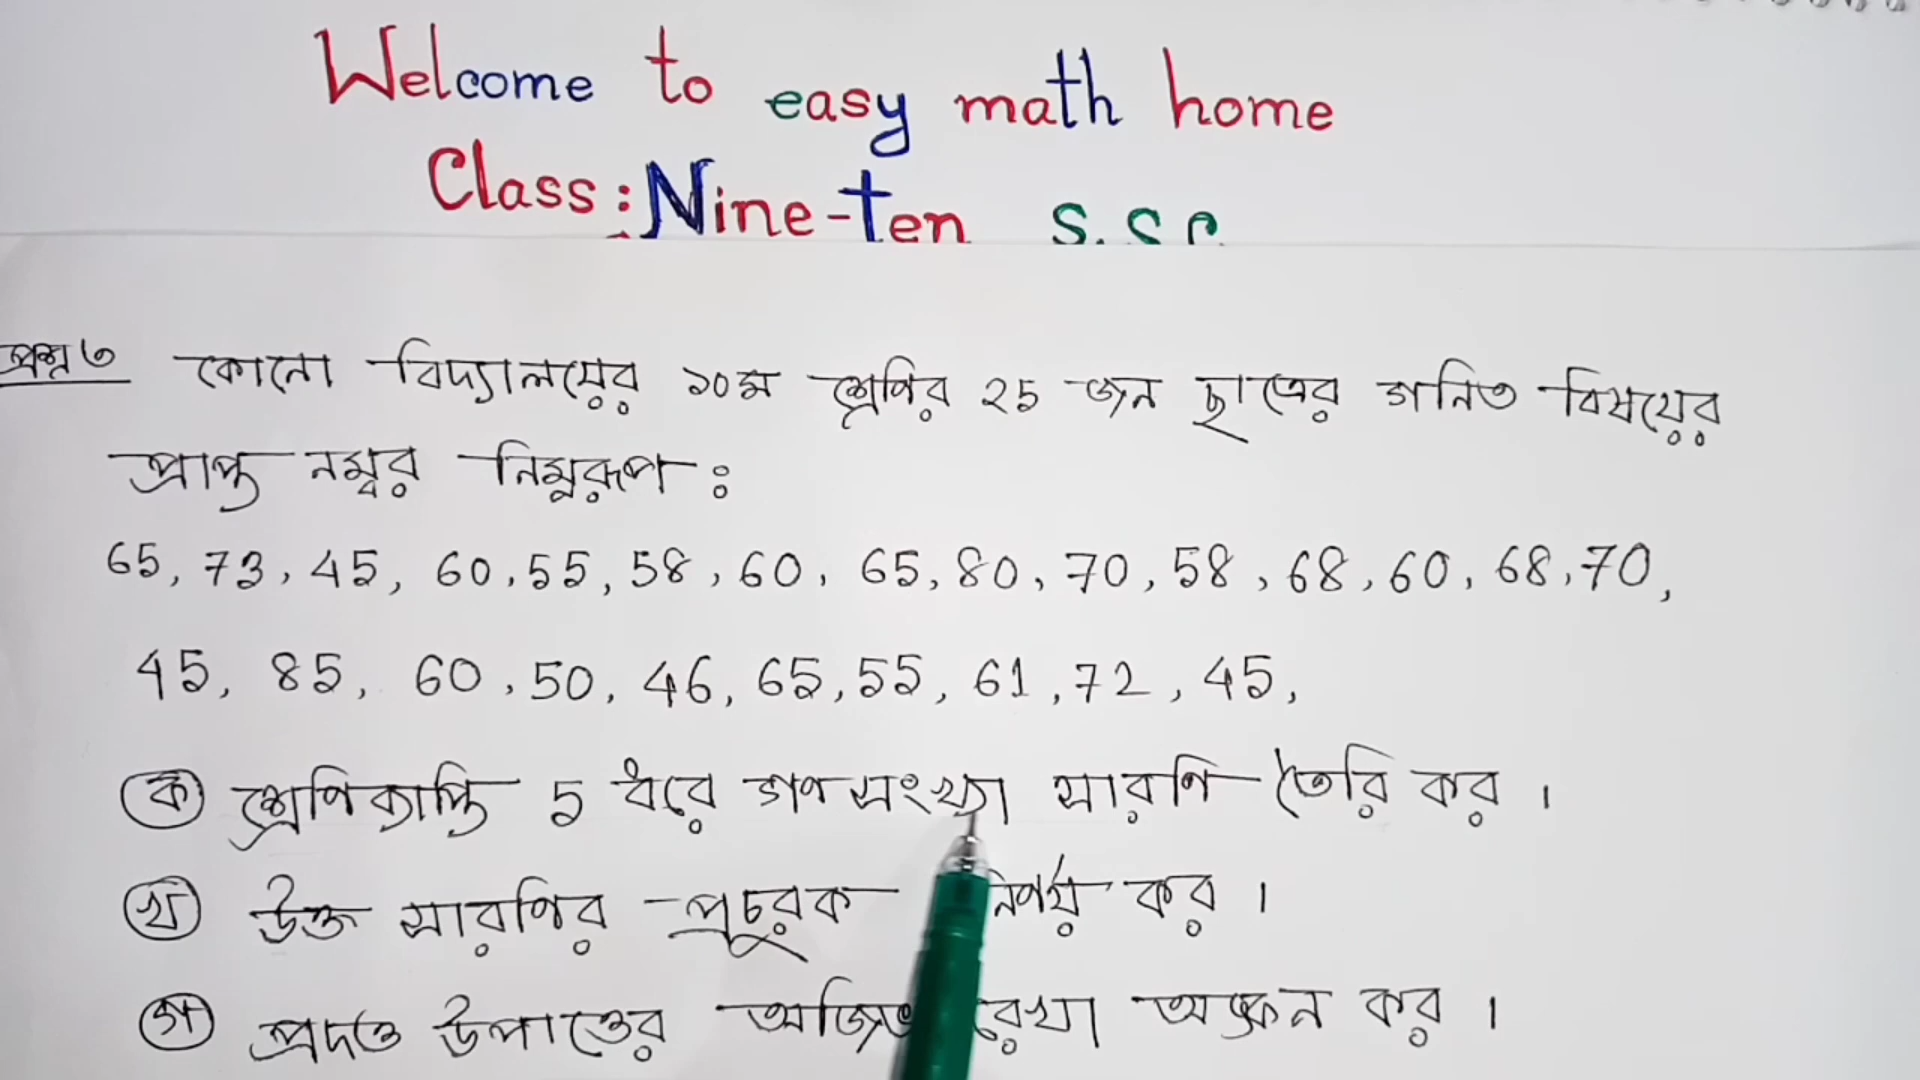 Welcome to easy math home
Class: Nine-ten S.S.C
প্রশ্ন ৩ কোনো বিদ্যালয়ের ১০ম শ্রেণির ২5 জন ছাত্রের গনিত বিষয়ের
প্রাপ্ত নম্বর নিম্নরূপ :
65, 73, 45, 60, 55, 58, 60, 65, 80, 70, 58, 68, 60, 68, 70,
45, 85, 60, 50, 46, 65, 55, 61, 72, 45,
ক শ্রেণিব্যাপ্তি 5 ধরে গণসংখ্যা সারণি তৈরি কর ।
খ উক্ত সারণির প্রচুরক নির্ণয় কর ।
গ প্রদত্ত উপাত্তের অজিভ রেখা অঙ্কন কর ।